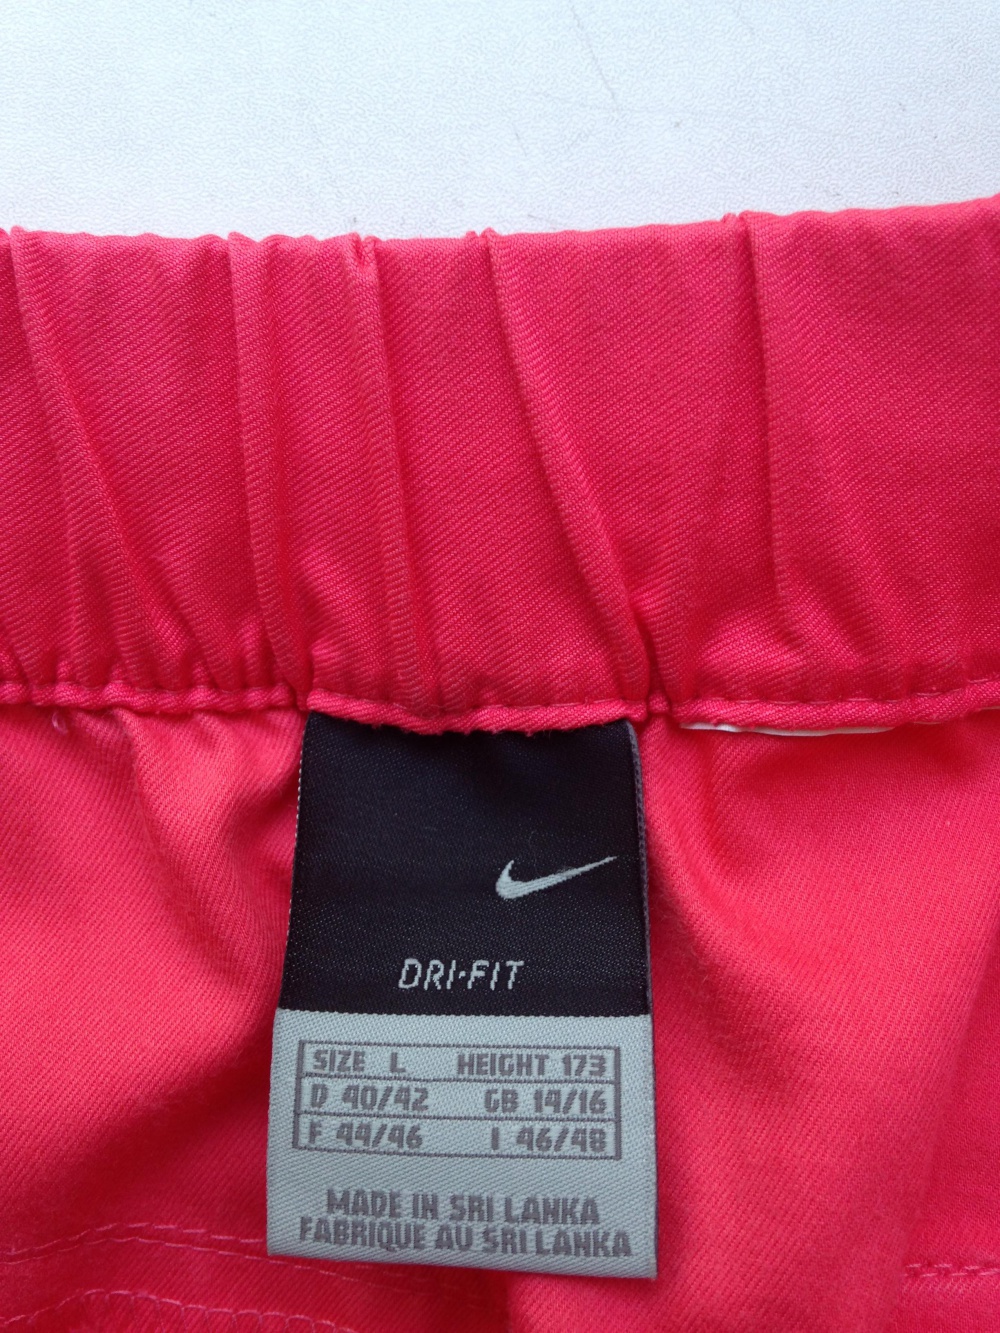 DRI-FIT
SIZE L HEIGHT 173
D 40/42 GB 14/16
F 44/46 I 46/48
MADE IN SRI LANKA
FABRIQUE AU SRI LANKA